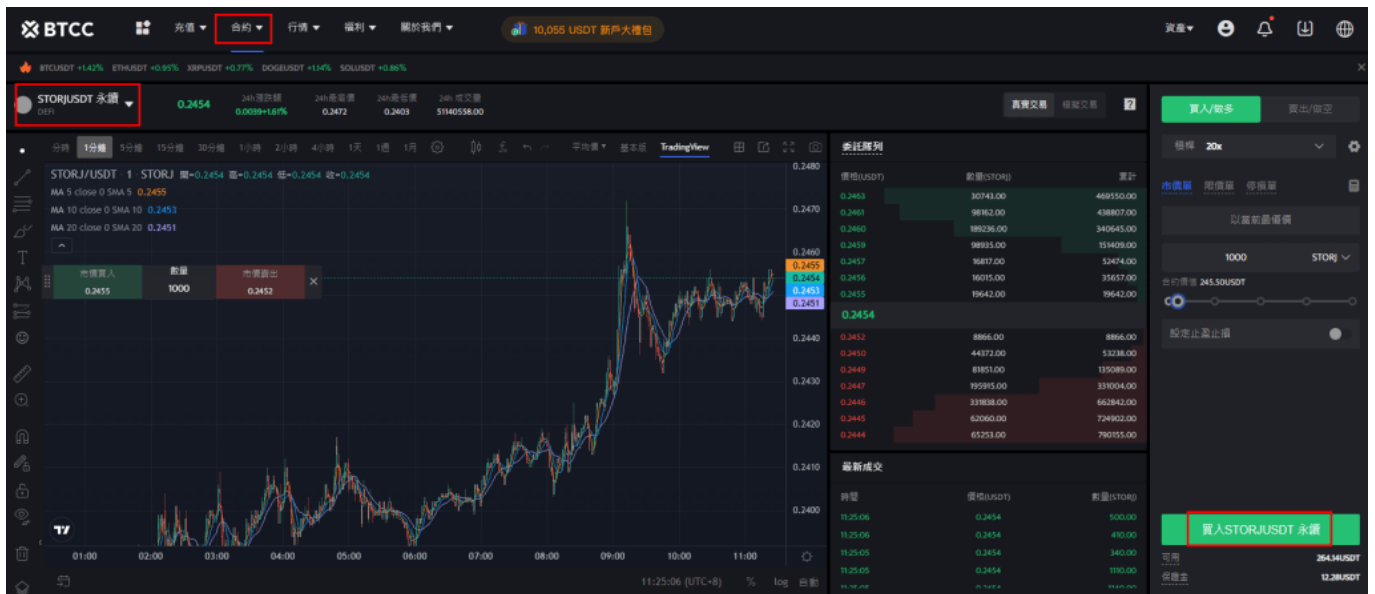 BTCC 充值 合約 行情 福利 關於我們 10,055 USDT 新戶大禮包 資產
BTCUSDT +1.42% ETHUSDT +0.95% XRPUSDT +0.77% DOGEUSDT +1.14% SOLUSDT +0.86%
STORJUSDT 永續 0.2454 24h漲跌額 24h最高價 24h最低價 24h成交量 真實交易 模擬交易 ?
DEFI 0.0039+1.61% 0.2472 0.2403 51140558.00
分時 1分鐘 5分鐘 15分鐘 30分鐘 1小時 2小時 4小時 1天 1週 1月 平均價 基本版 TradingView
STORJ/USDT · 1 · STORJ 開=0.2454 高=0.2454 低=0.2454 收=0.2454
MA 5 close 0 SMA 5 0.2455
MA 10 close 0 SMA 10 0.2453
MA 20 close 0 SMA 20 0.2451
市價買入 數量 市價賣出
0.2455 1000 0.2452
0.2480
0.2470
0.2460
0.2455
0.2454
0.2453
0.2451
0.2440
0.2430
0.2420
0.2410
0.2400
01:00 02:00 03:00 04:00 05:00 06:00 07:00 08:00 09:00 10:00 11:00
11:25:06 (UTC+8) % log 自動
委託隊列
價格(USDT) 數量(STORJ) 累計
0.2463 30743.00 469550.00
0.2461 98162.00 438807.00
0.2460 189236.00 340645.00
0.2459 98935.00 151409.00
0.2457 16817.00 52474.00
0.2456 16015.00 35657.00
0.2455 19642.00 19642.00
0.2454
0.2452 8866.00 8866.00
0.2450 44372.00 53238.00
0.2449 81851.00 135089.00
0.2447 195915.00 331004.00
0.2446 331838.00 662842.00
0.2445 62060.00 724902.00
0.2444 65253.00 790155.00
最新成交
時間 價格(USDT) 數量(STORJ)
11:25:06 0.2454 500.00
11:25:06 0.2454 410.00
11:25:05 0.2454 340.00
11:25:05 0.2454 1110.00
買入/做多 賣出/做空
槓桿 20x
市價單 限價單 停損單
以當前最優價
1000 STORJ
合約價值 245.50USDT
設定止盈止損
買入STORJUSDT 永續
可用 264.14USDT
保證金 12.28USDT